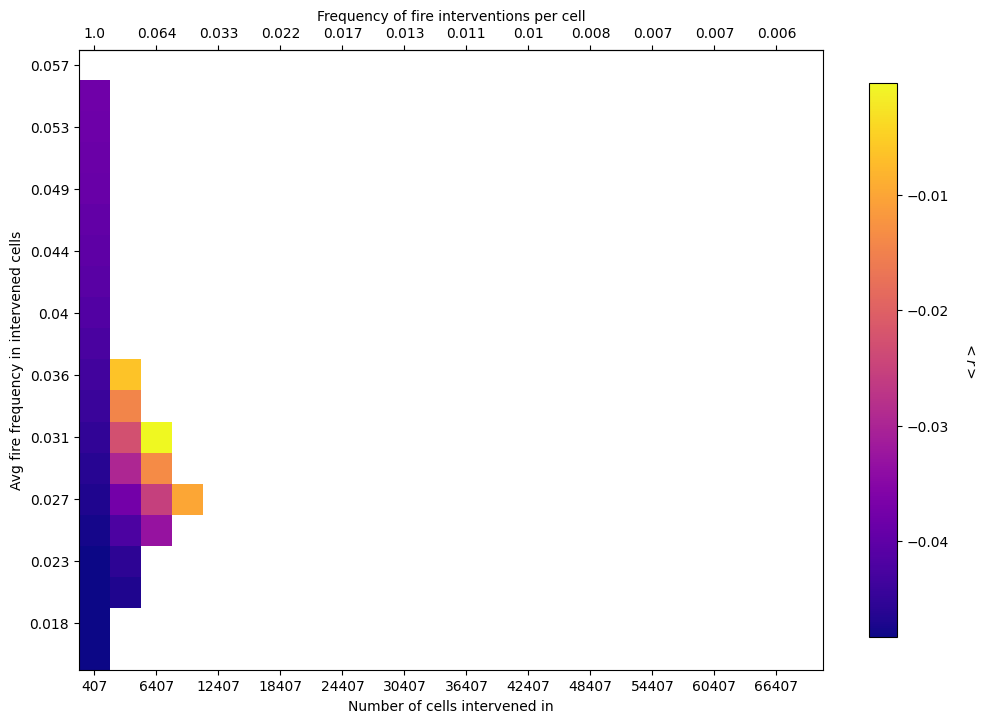 Frequency of fire interventions per cell
1.0 0.064 0.033 0.022 0.017 0.013 0.011 0.01 0.008 0.007 0.007 0.006
Avg fire frequency in intervened cells
0.057
0.053
0.049
0.044
0.04
0.036
0.031
0.027
0.023
0.018
407 6407 12407 18407 24407 30407 36407 42407 48407 54407 60407 66407
Number of cells intervened in
−0.01
−0.02
−0.03
−0.04
< r >